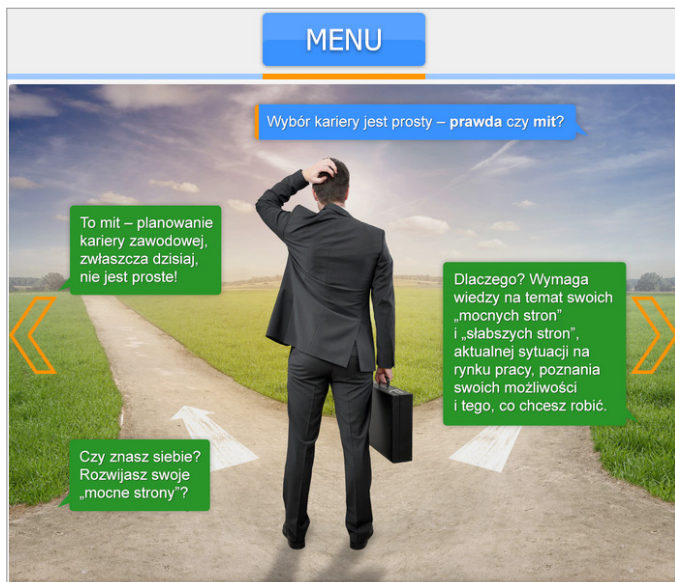 MENU
Wybór kariery jest prosty – prawda czy mit?
To mit – planowanie
kariery zawodowej,
zwłaszcza dzisiaj,
nie jest proste!
Dlaczego? Wymaga
wiedzy na temat swoich
„mocnych stron”
i „słabszych stron”,
aktualnej sytuacji na
rynku pracy, poznania
swoich możliwości
i tego, co chcesz robić.
Czy znasz siebie?
Rozwijasz swoje
„mocne strony”?